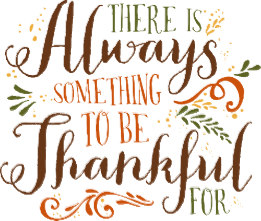 THERE IS
Always
SOMETHING
TO BE
Thankful
FOR